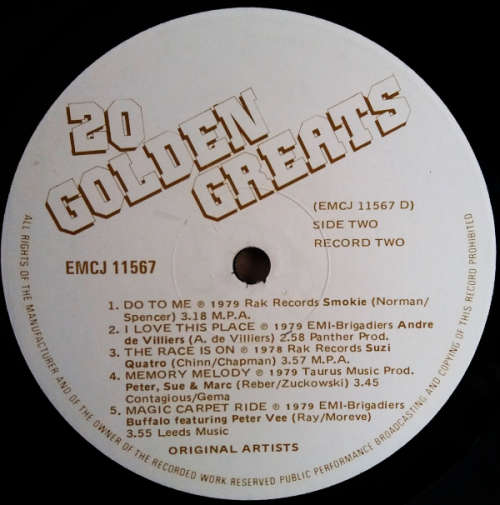 20
GOLDEN
GREATS
(EMCJ 11567 D)
SIDE TWO
RECORD TWO
EMCJ 11567
1. DO TO ME ℗ 1979 Rak Records Smokie (Norman/
Spencer) 3.18 M.P.A.
2. I LOVE THIS PLACE ℗ 1979 EMI-Brigadiers Andre
de Villiers (A. de Villiers) 2.58 Panther Prod.
3. THE RACE IS ON ℗ 1978 Rak Records Suzi
Quatro (Chinn/Chapman) 3.57 M.P.A.
4. MEMORY MELODY ℗ 1979 Taurus Music Prod.
Peter, Sue & Marc (Reber/Zuckowski) 3.45
Contagious/Gema
5. MAGIC CARPET RIDE ℗ 1979 EMI-Brigadiers
Buffalo featuring Peter Vee (Ray/Moreve)
3.55 Leeds Music
ORIGINAL ARTISTS
ALL RIGHTS OF THE MANUFACTURER AND OF THE OWNER OF THE RECORDED WORK RESERVED PUBLIC PERFORMANCE BROADCASTING AND COPYING OF THIS RECORD PROHIBITED